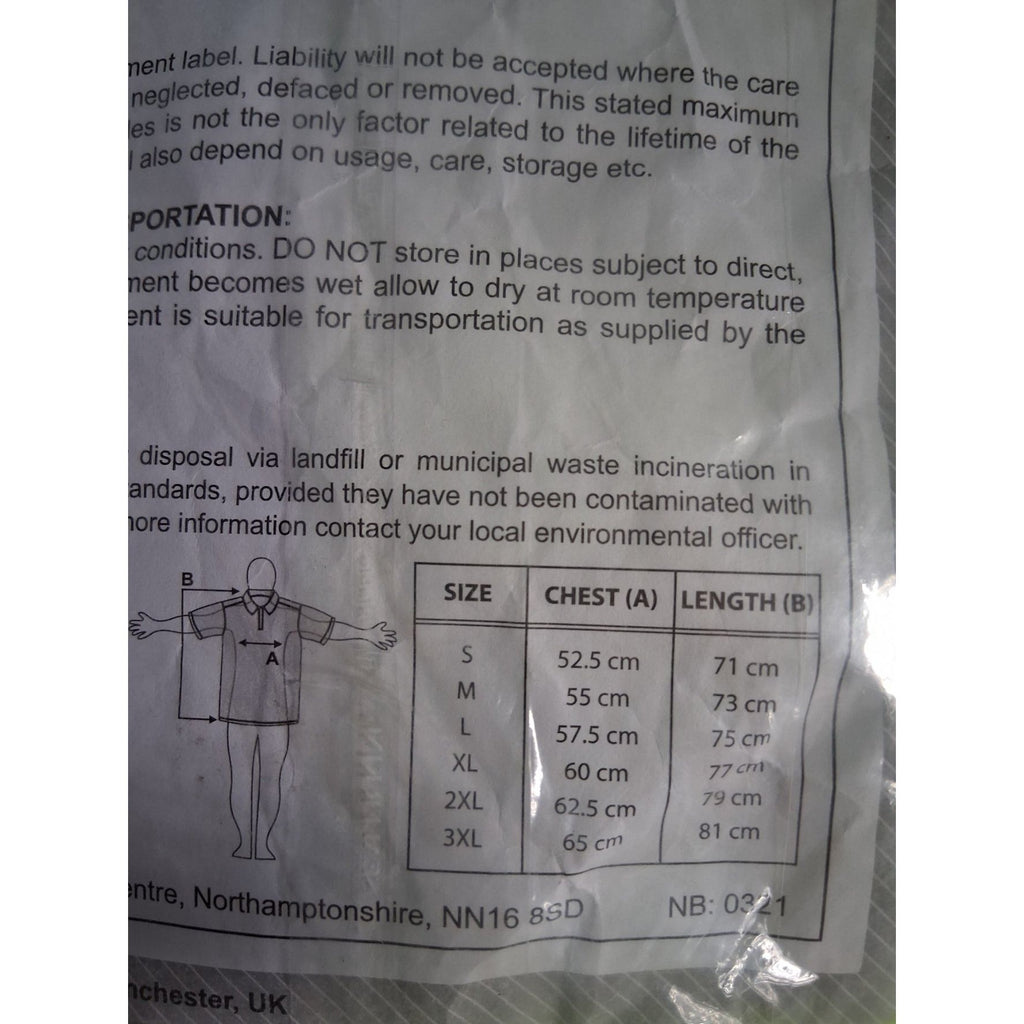 ment label. Liability will not be accepted where the care
neglected, defaced or removed. This stated maximum
es is not the only factor related to the lifetime of the
l also depend on usage, care, storage etc.
PORTATION:
conditions. DO NOT store in places subject to direct,
ment becomes wet allow to dry at room temperature
ent is suitable for transportation as supplied by the
disposal via landfill or municipal waste incineration in
andards, provided they have not been contaminated with
more information contact your local environmental officer.
B
A
SIZE CHEST (A) LENGTH (B)
S 52.5 cm 71 cm
M 55 cm 73 cm
L 57.5 cm 75 cm
XL 60 cm 77 cm
2XL 62.5 cm 79 cm
3XL 65 cm 81 cm
entre, Northamptonshire, NN16 8SD NB: 0321
nchester, UK